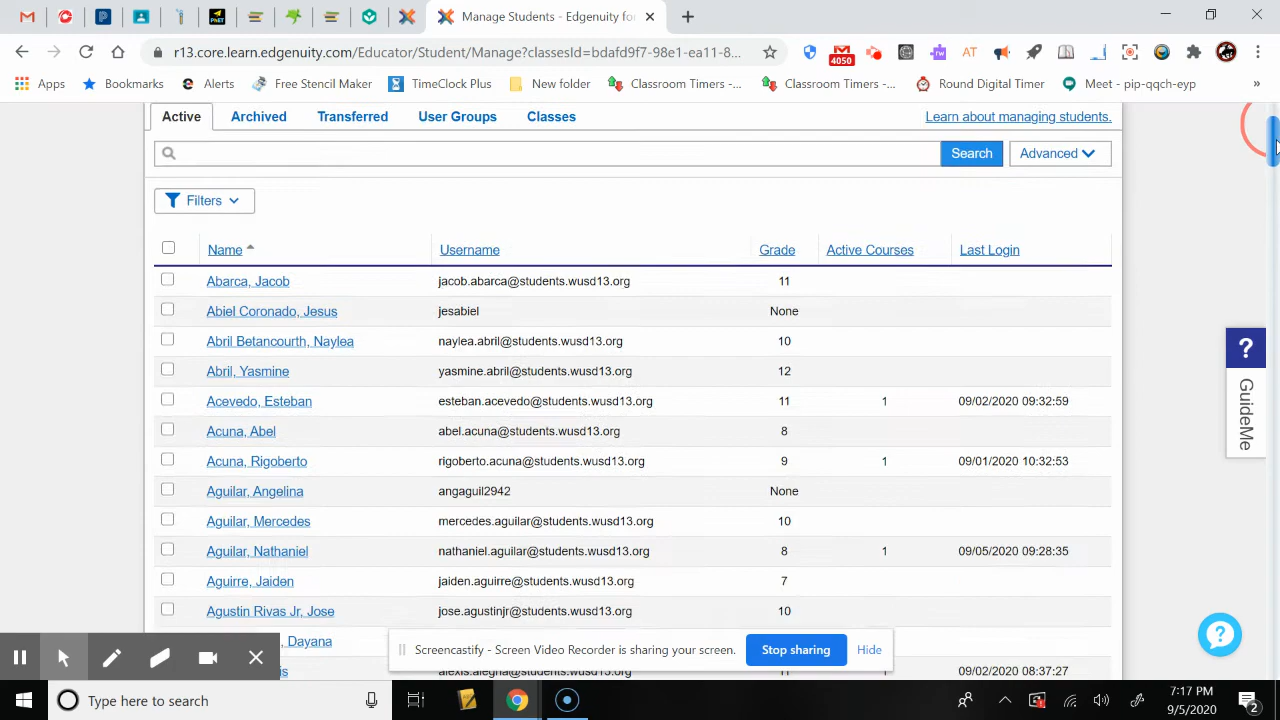 PhET
Manage Students - Edgenuity for
r13.core.learn.edgenuity.com/Educator/Student/Manage?classesId=bdafd9f7-98e1-ea11-8...
4050
rw
AT
Apps
Bookmarks
Alerts
Free Stencil Maker
TimeClock Plus
New folder
Classroom Timers -...
Classroom Timers -...
Round Digital Timer
Meet - pip-qqch-eyp
»
Active
Archived
Transferred
User Groups
Classes
Learn about managing students.
Search
Advanced
Filters
Name Username Grade Active Courses Last Login
Abarca, Jacob jacob.abarca@students.wusd13.org 11
Abiel Coronado, Jesus jesabiel None
Abril Betancourth, Naylea naylea.abril@students.wusd13.org 10
Abril, Yasmine yasmine.abril@students.wusd13.org 12
Acevedo, Esteban esteban.acevedo@students.wusd13.org 11 1 09/02/2020 09:32:59
Acuna, Abel abel.acuna@students.wusd13.org 8
Acuna, Rigoberto rigoberto.acuna@students.wusd13.org 9 1 09/01/2020 10:32:53
Aguilar, Angelina angaguil2942 None
Aguilar, Mercedes mercedes.aguilar@students.wusd13.org 10
Aguilar, Nathaniel nathaniel.aguilar@students.wusd13.org 8 1 09/05/2020 09:28:35
Aguirre, Jaiden jaiden.aguirre@students.wusd13.org 7
Agustin Rivas Jr, Jose jose.agustinjr@students.wusd13.org 10
, Dayana
09/02/2020 08:37:27
?
GuideMe
?
Screencastify - Screen Video Recorder is sharing your screen.
Stop sharing
Hide
Type here to search
7:17 PM
9/5/2020
2